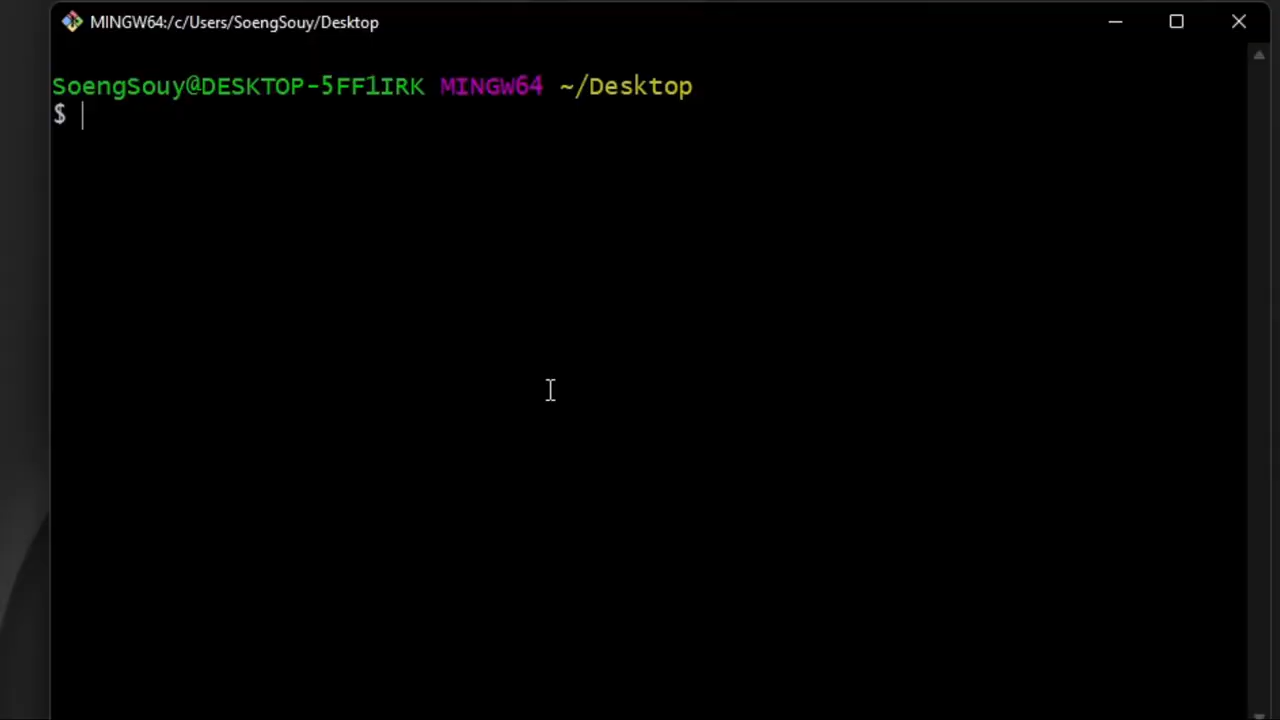 MINGW64:/c/Users/SoengSouy/Desktop
SoengSouy@DESKTOP-5FF1IRK MINGW64 ~/Desktop
$